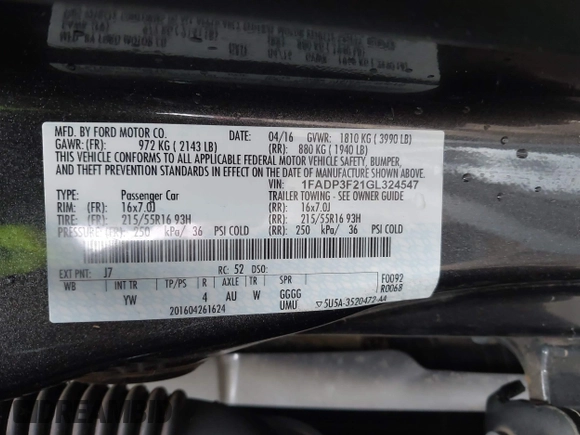 MFD. BY FORD MOTOR CO. DATE: 04/16 GVWR: 1810 KG ( 3990 LB)
GAWR: (FR): 972 KG ( 2143 LB) (RR): 880 KG ( 1940 LB)
THIS VEHICLE CONFORMS TO ALL APPLICABLE FEDERAL MOTOR VEHICLE SAFETY, BUMPER,
AND THEFT PREVENTION STANDARDS IN EFFECT ON THE DATE OF MANUFACTURE SHOWN ABOVE.
VIN: 1FADP3F21GL324547
TYPE: Passenger Car TRAILER TOWING - SEE OWNER GUIDE
RIM: (FR): 16x7.0J (RR): 16x7.0J
TIRE: (FR): 215/55R16 93H (RR): 215/55R16 93H
PRESSURE: (FR): 250 kPa/ 36 PSI COLD (RR): 250 kPa/ 36 PSI COLD
EXT PNT: J7 RC: 52 DSO: F0092
WB INT TR TP/PS R AXLE TR SPR R0068
YW 4 AU W GGGG
201604261624 UMU 5U5A-3520472-AA